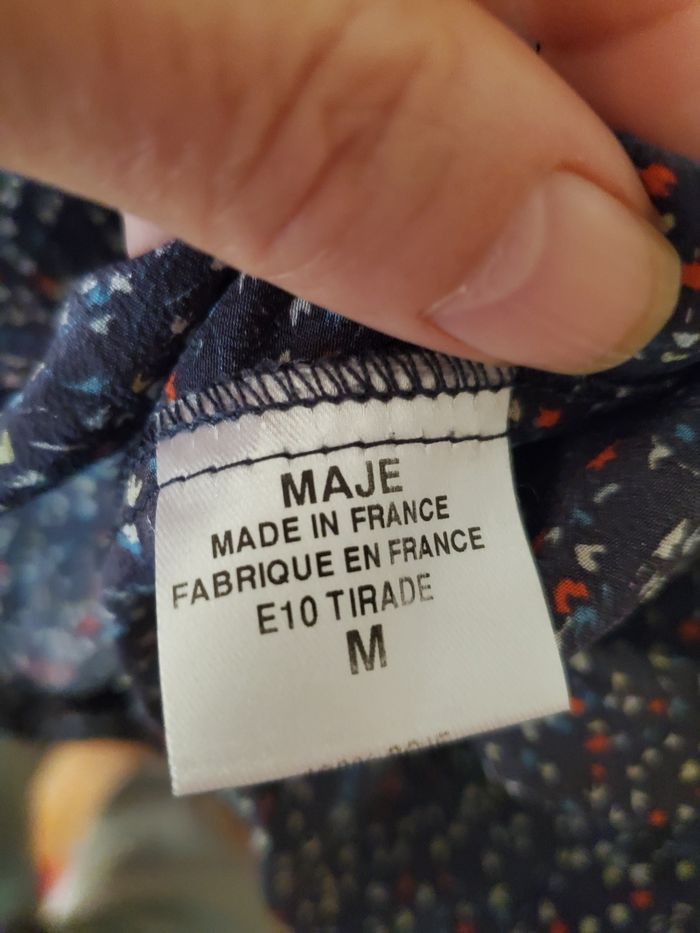 MAJE
MADE IN FRANCE
FABRIQUE EN FRANCE
E10 TIRADE
M